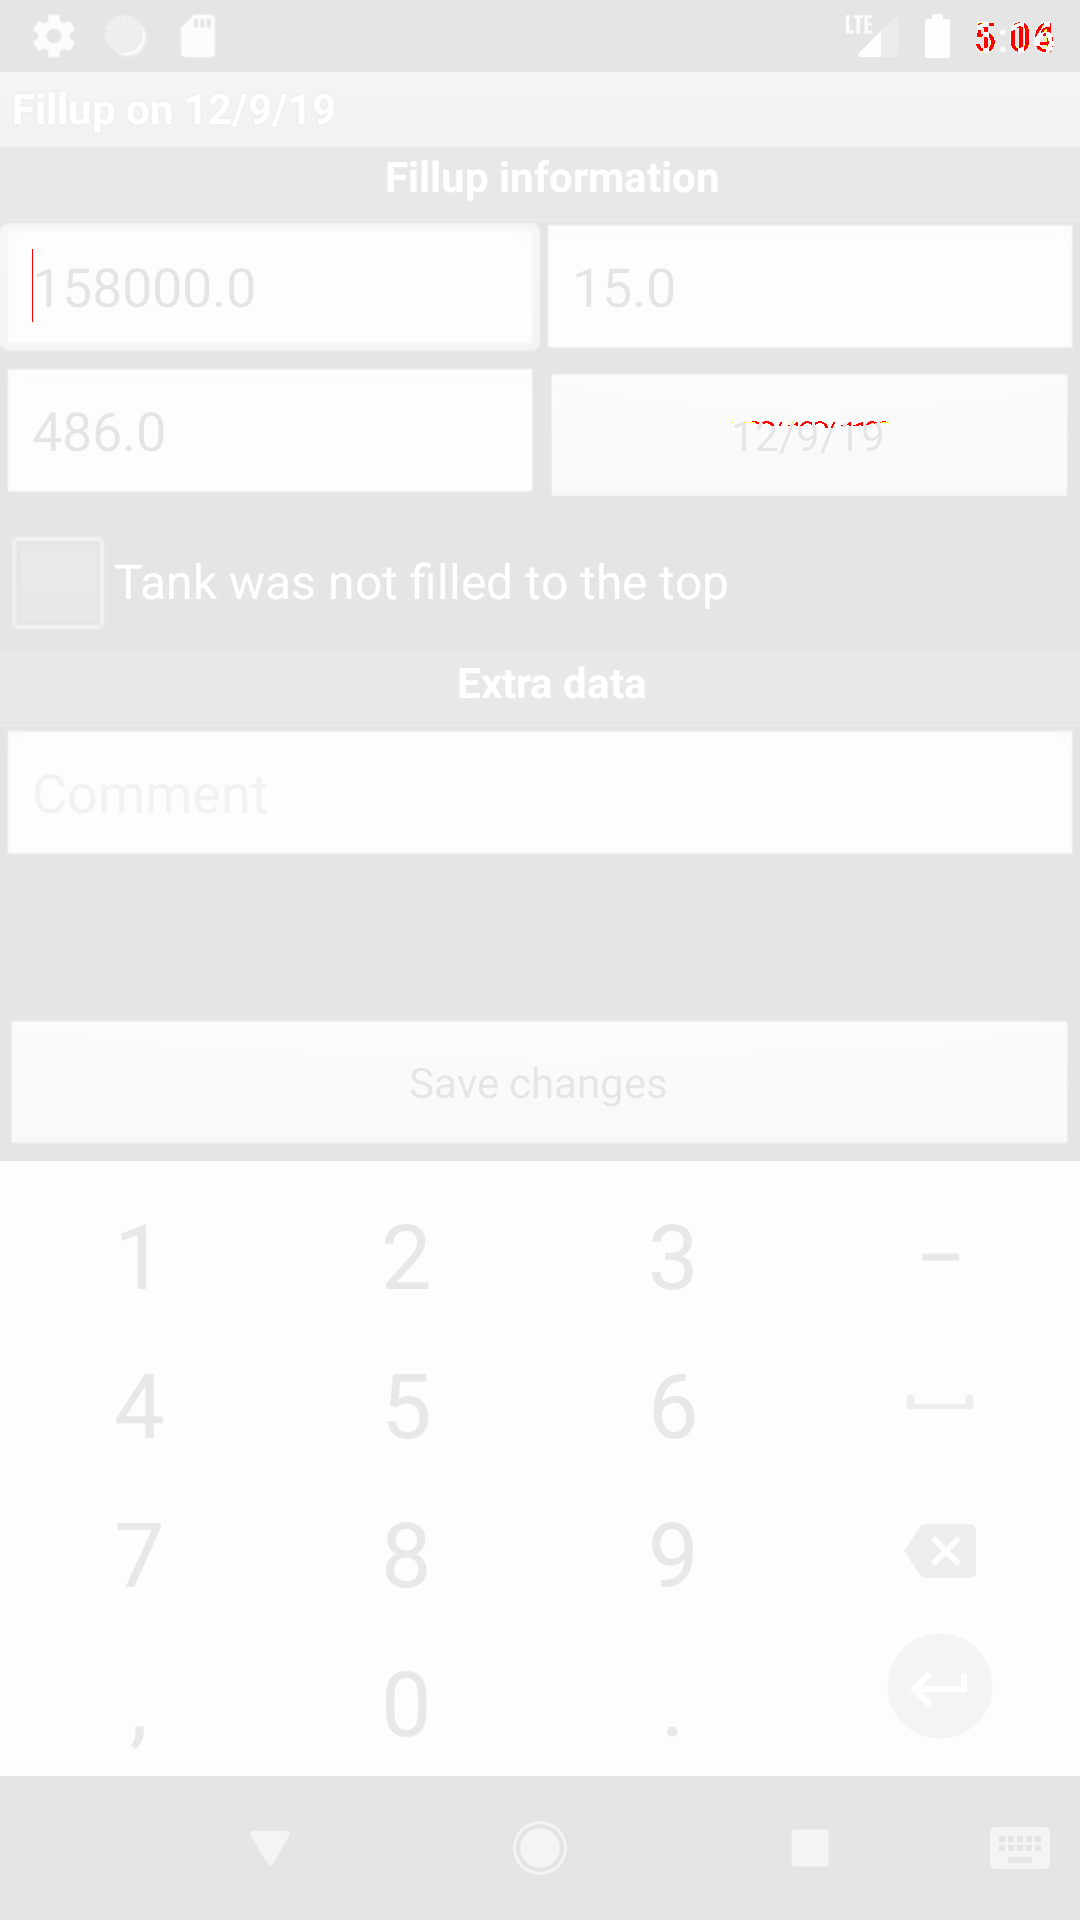 LTE
Fillup on 12/9/19
Fillup information
158000.0 15.0
486.0 12/9/19
Tank was not filled to the top
Extra data
Comment
Save changes
1 2 3 –
4 5 6
7 8 9
, 0 .